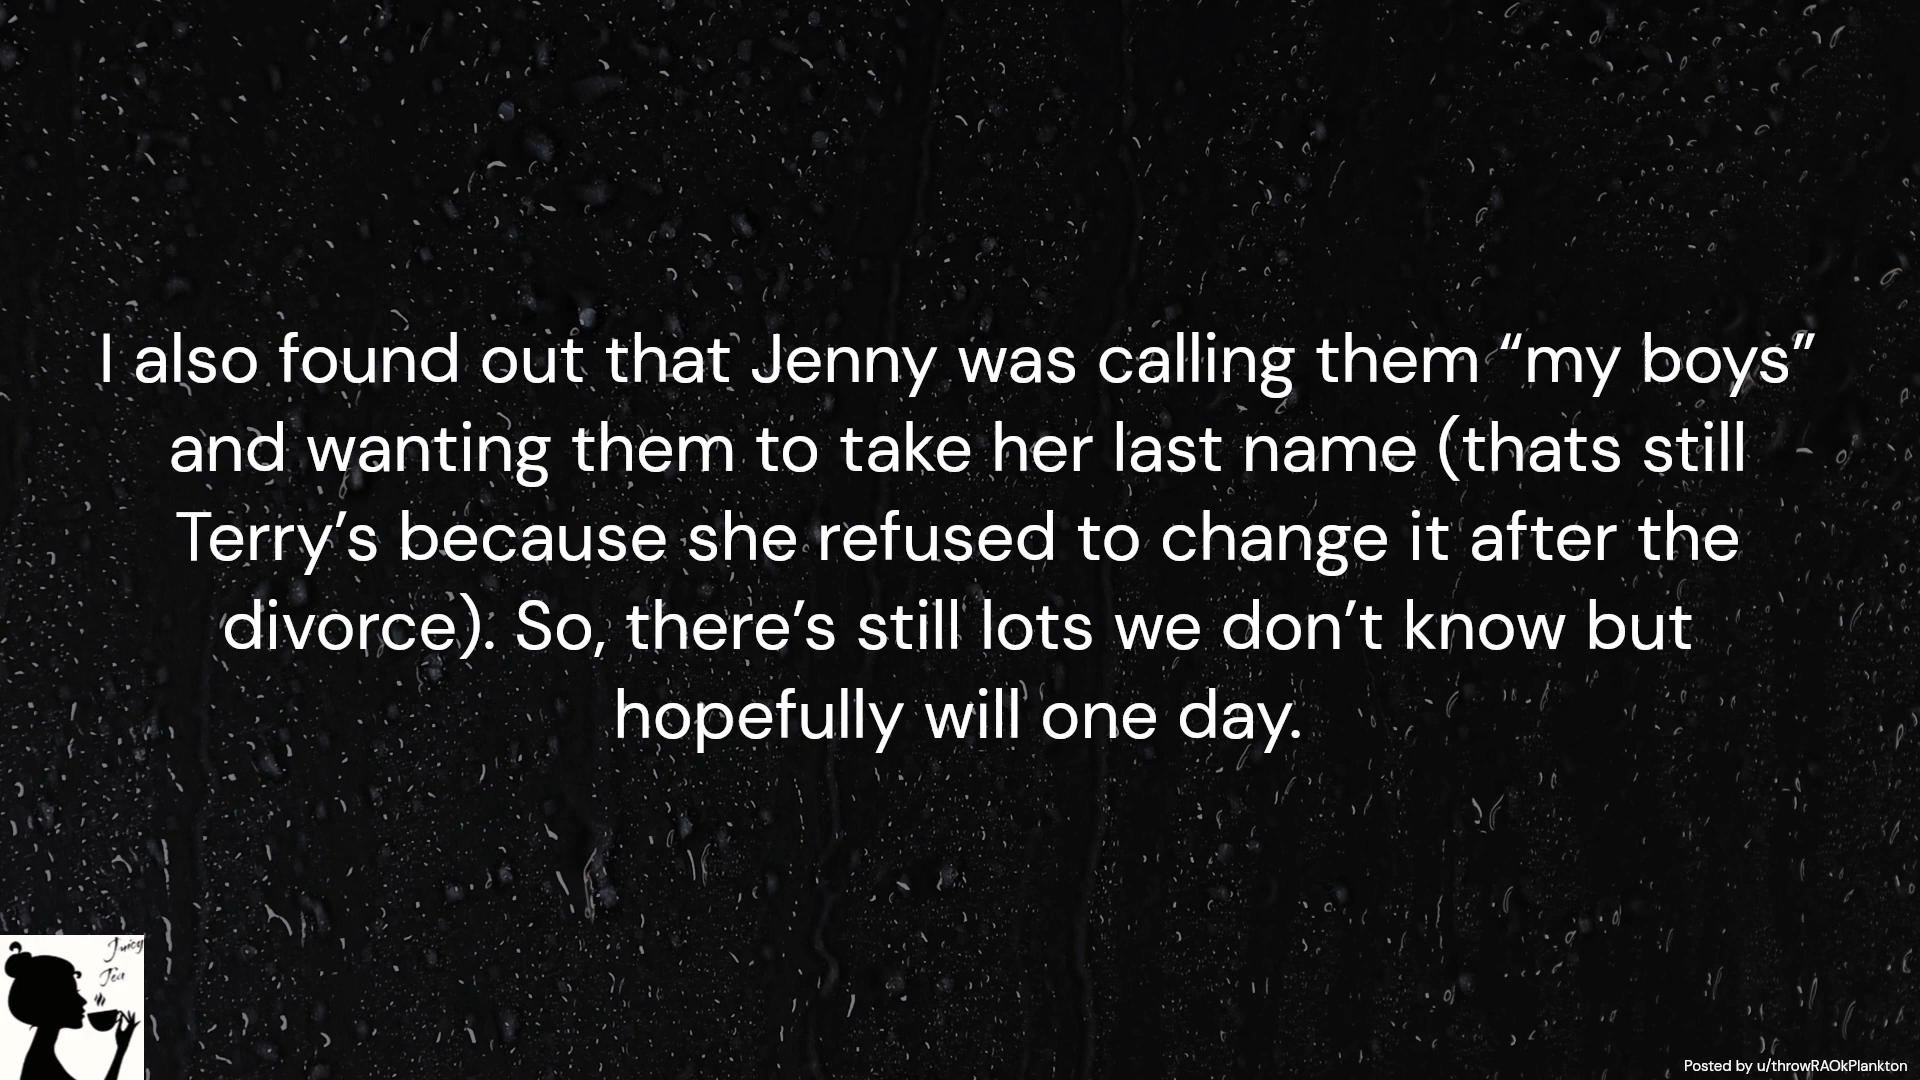 I also found out that Jenny was calling them “my boys”
and wanting them to take her last name (thats still
Terry’s because she refused to change it after the
divorce). So, there’s still lots we don’t know but
hopefully will one day.
Juicy
Tea
Posted by u/throwRAOkPlankton